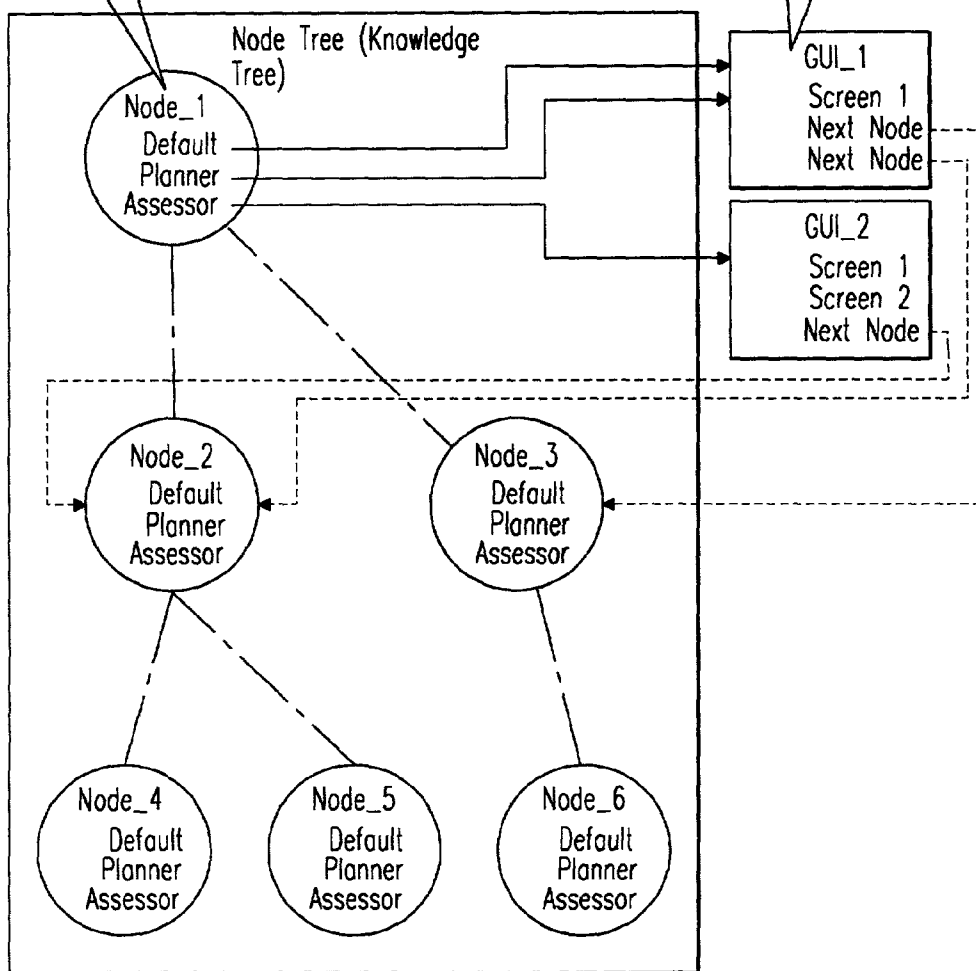 Node Tree (Knowledge
Tree)
Node_1
Default
Planner
Assessor
GUI_1
Screen 1
Next Node
Next Node
GUI_2
Screen 1
Screen 2
Next Node
Node_2
Default
Planner
Assessor
Node_3
Default
Planner
Assessor
Node_4
Default
Planner
Assessor
Node_5
Default
Planner
Assessor
Node_6
Default
Planner
Assessor